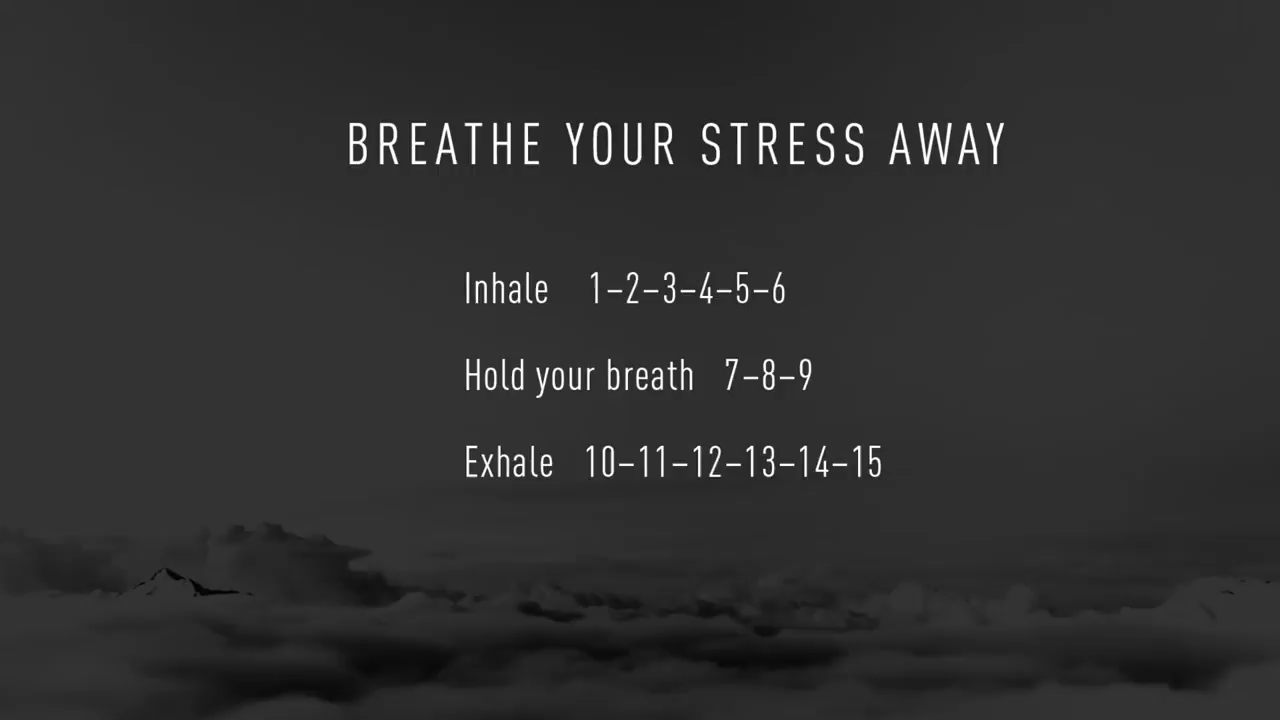 BREATHE YOUR STRESS AWAY
Inhale 1–2–3–4–5–6
Hold your breath 7–8–9
Exhale 10–11–12–13–14–15